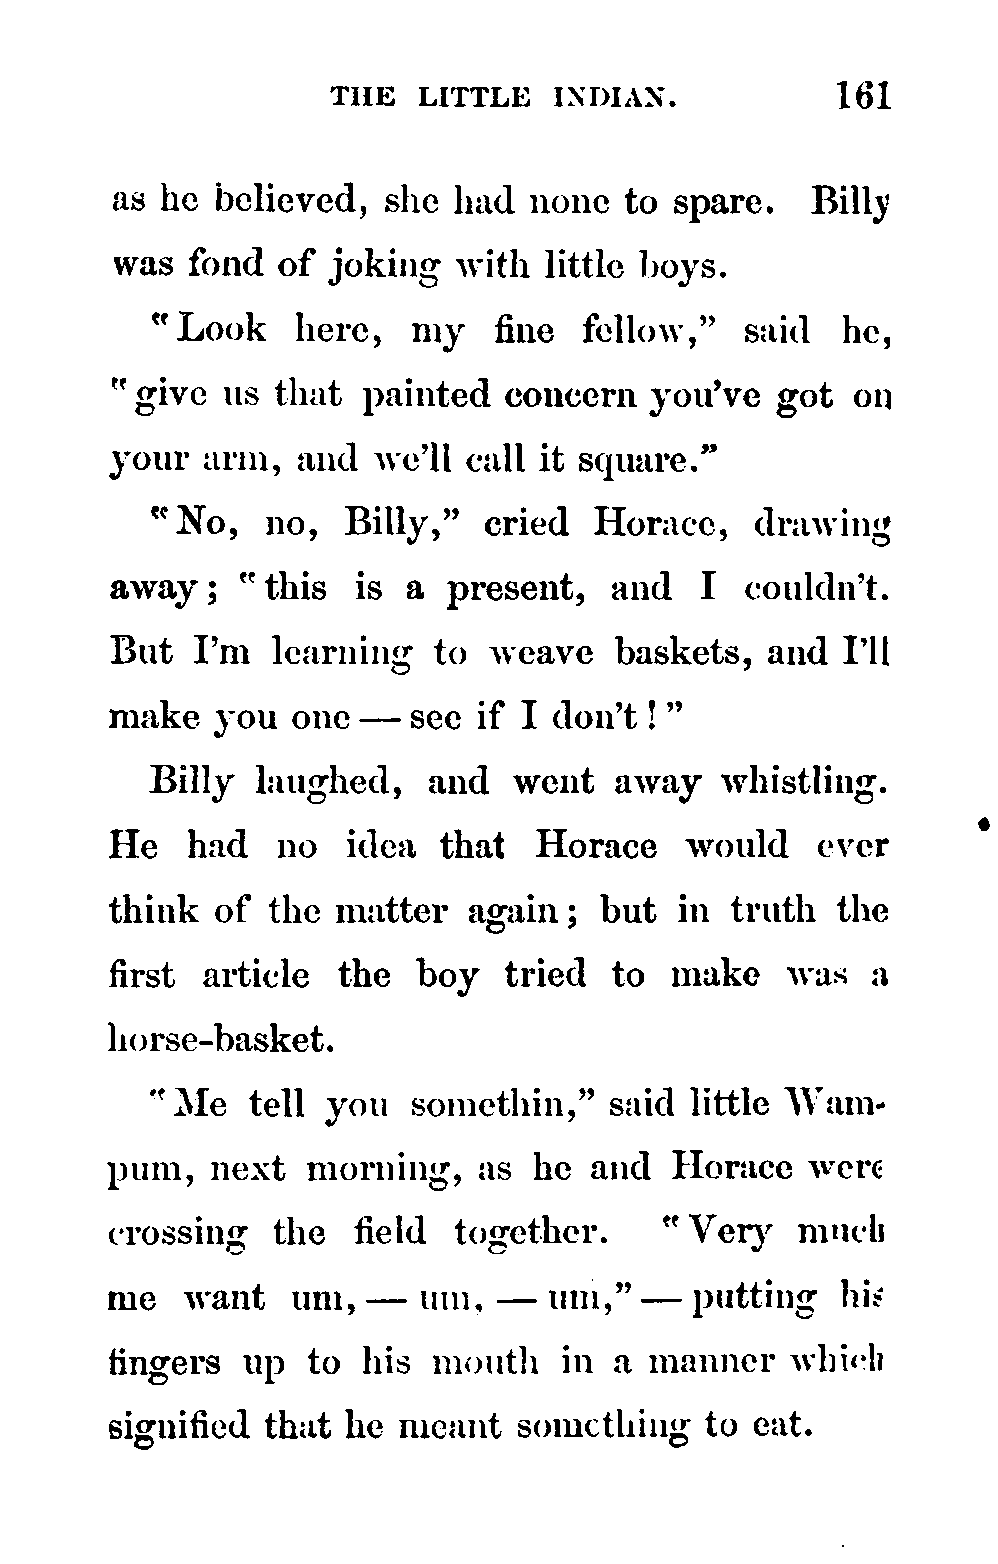 THE LITTLE INDIAN. 161
as he believed, she had none to spare. Billy
was fond of joking with little boys.
"Look here, my fine fellow," said he,
"give us that painted concern you've got on
your arm, and we'll call it square."
"No, no, Billy," cried Horace, drawing
away; "this is a present, and I couldn't.
But I'm learning to weave baskets, and I'll
make you one — see if I don't!"
Billy laughed, and went away whistling.
He had no idea that Horace would ever
think of the matter again; but in truth the
first article the boy tried to make was a
horse-basket.
"Me tell you somethin," said little Wam-
pum, next morning, as he and Horace were
crossing the field together. "Very much
me want um, — um, — um," — putting his
fingers up to his mouth in a manner which
signified that he meant something to eat.